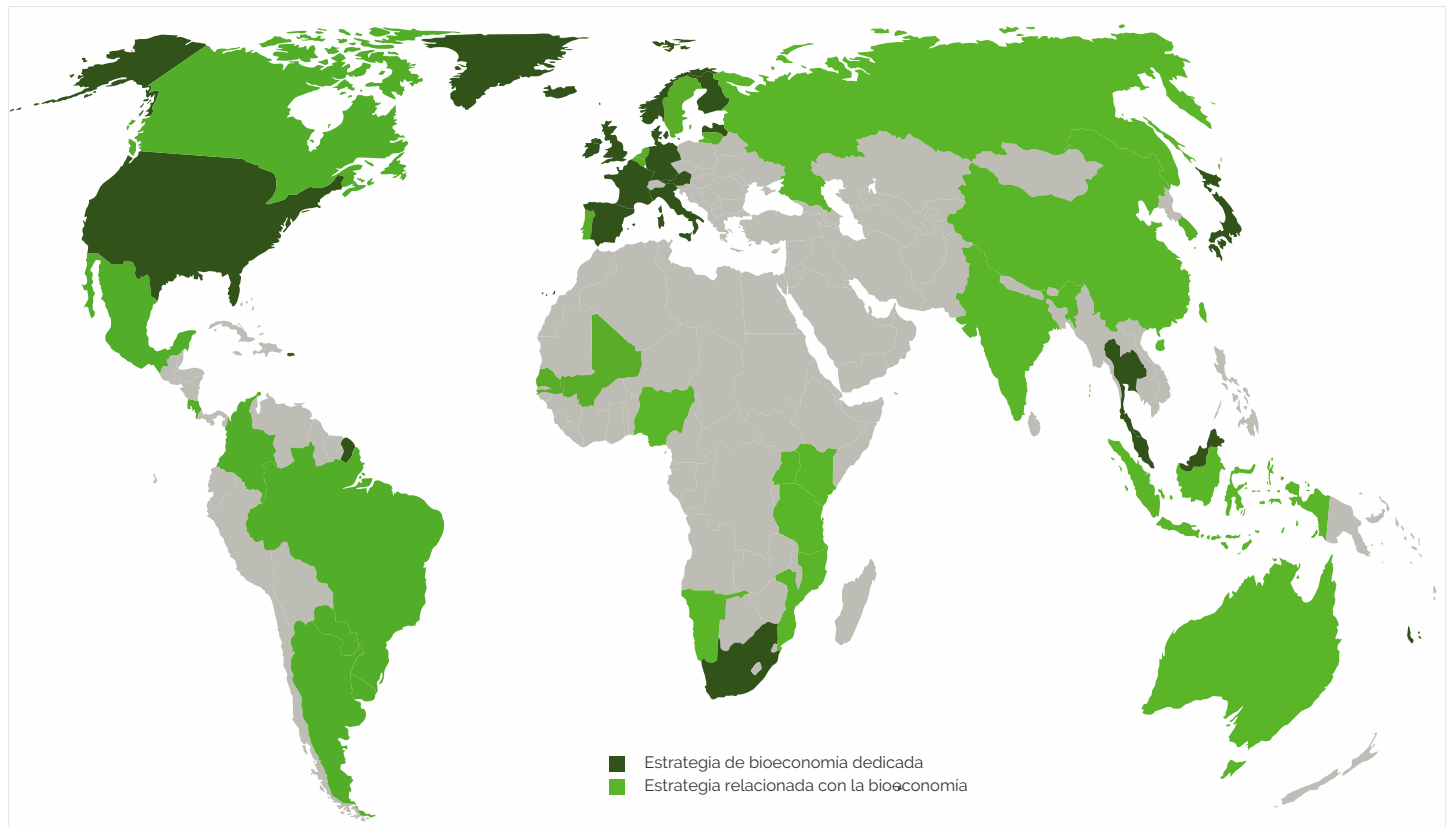 Estrategia de bioeconomía dedicada
Estrategia relacionada con la bioeconomía